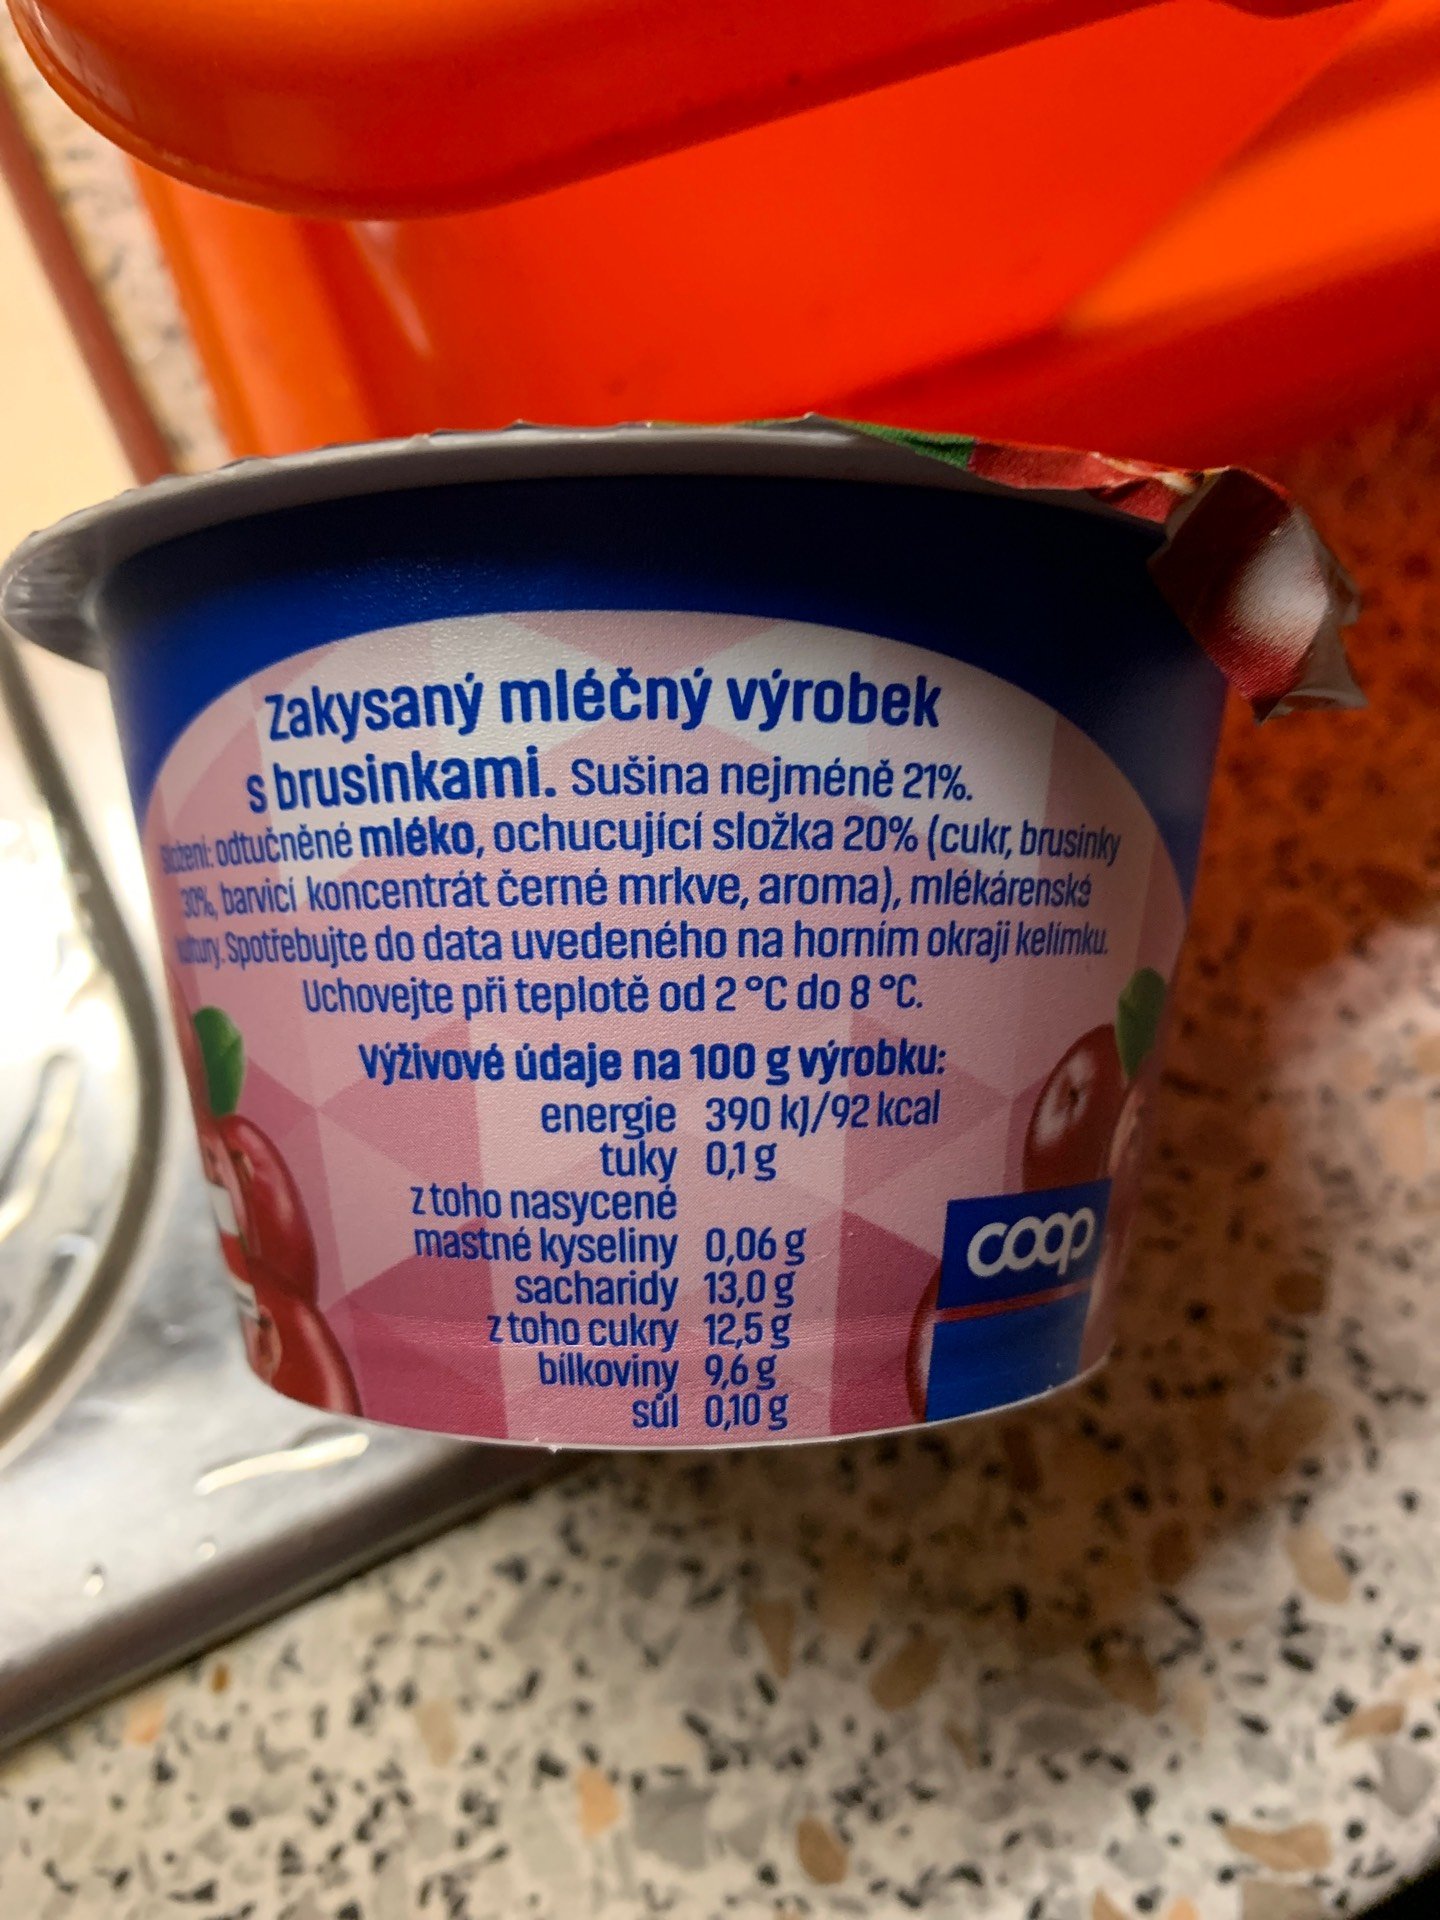 Zakysaný mléčný výrobek
s brusinkami. Sušina nejméně 21%.
Složení: odtučněné mléko, ochucující složka 20% (cukr, brusinky
30%, barvicí koncentrát černé mrkve, aroma), mlékárenské
kultury. Spotřebujte do data uvedeného na horním okraji kelímku.
Uchovejte při teplotě od 2 °C do 8 °C.
Výživové údaje na 100 g výrobku:
energie 390 kJ/92 kcal
tuky 0,1 g
z toho nasycené
mastné kyseliny 0,06 g
sacharidy 13,0 g
z toho cukry 12,5 g
bílkoviny 9,6 g
sůl 0,10 g
coop